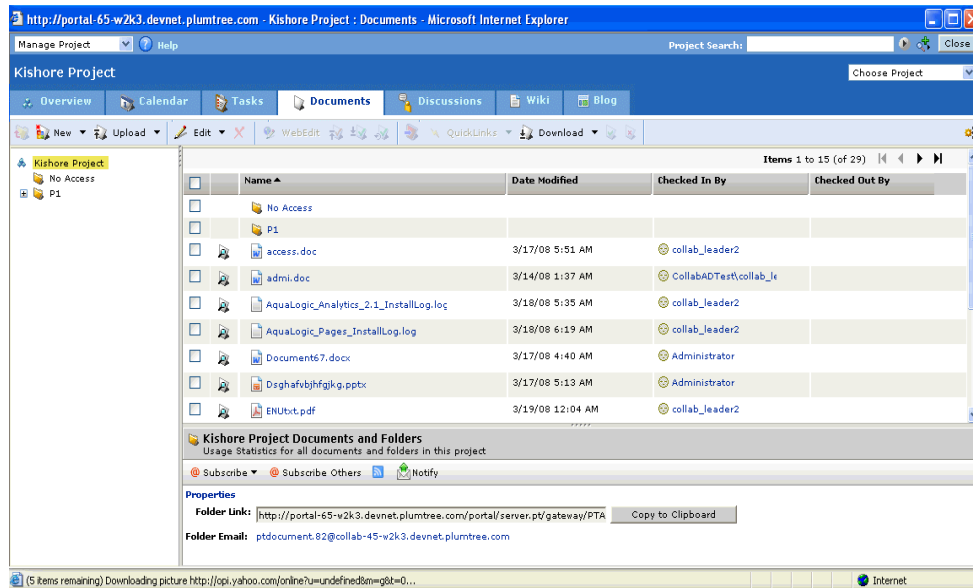 http://portal-65-w2k3.devnet.plumtree.com - Kishore Project : Documents - Microsoft Internet Explorer
Manage Project Help Project Search: Close
Kishore Project Choose Project
Overview Calendar Tasks Documents Discussions Wiki Blog
New Upload Edit WebEdit QuickLinks Download
Kishore Project
No Access
P1
Items 1 to 15 (of 29)
Name Date Modified Checked In By Checked Out By
No Access
P1
access.doc 3/17/08 5:51 AM collab_leader2
admi.doc 3/14/08 1:37 AM CollabADTest\collab_le
AquaLogic_Analytics_2.1_InstallLog.log 3/18/08 5:35 AM collab_leader2
AquaLogic_Pages_InstallLog.log 3/18/08 6:19 AM collab_leader2
Document67.docx 3/17/08 4:40 AM Administrator
Dsghafvbjhfgjkg.pptx 3/17/08 5:13 AM Administrator
ENUtxt.pdf 3/19/08 12:04 AM collab_leader2
Kishore Project Documents and Folders
Usage Statistics for all documents and folders in this project
Subscribe Subscribe Others Notify
Properties
Folder Link: http://portal-65-w2k3.devnet.plumtree.com/portal/server.pt/gateway/PTA Copy to Clipboard
Folder Email: ptdocument.82@collab-45-w2k3.devnet.plumtree.com
(5 items remaining) Downloading picture http://opi.yahoo.com/online?u=undefined&m=g&t=0... Internet